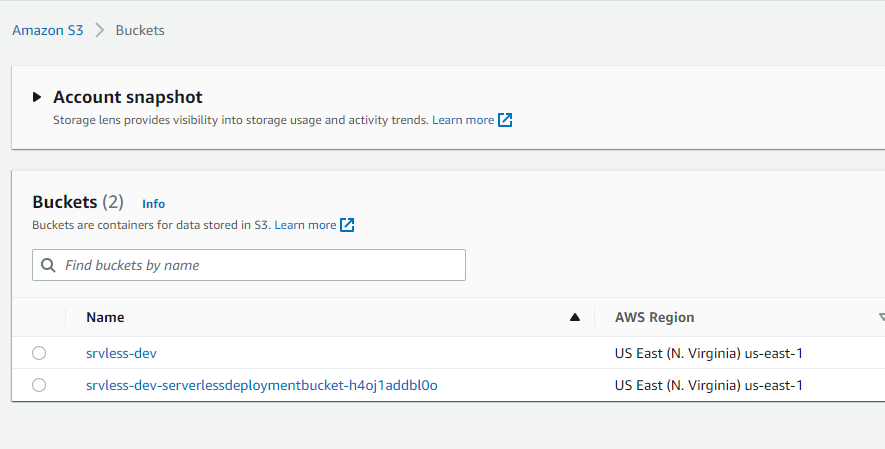 Amazon S3 > Buckets
Account snapshot
Storage lens provides visibility into storage usage and activity trends. Learn more
Buckets (2) Info
Buckets are containers for data stored in S3. Learn more
Find buckets by name
Name AWS Region
srvless-dev US East (N. Virginia) us-east-1
srvless-dev-serverlessdeploymentbucket-h4oj1addbl0o US East (N. Virginia) us-east-1